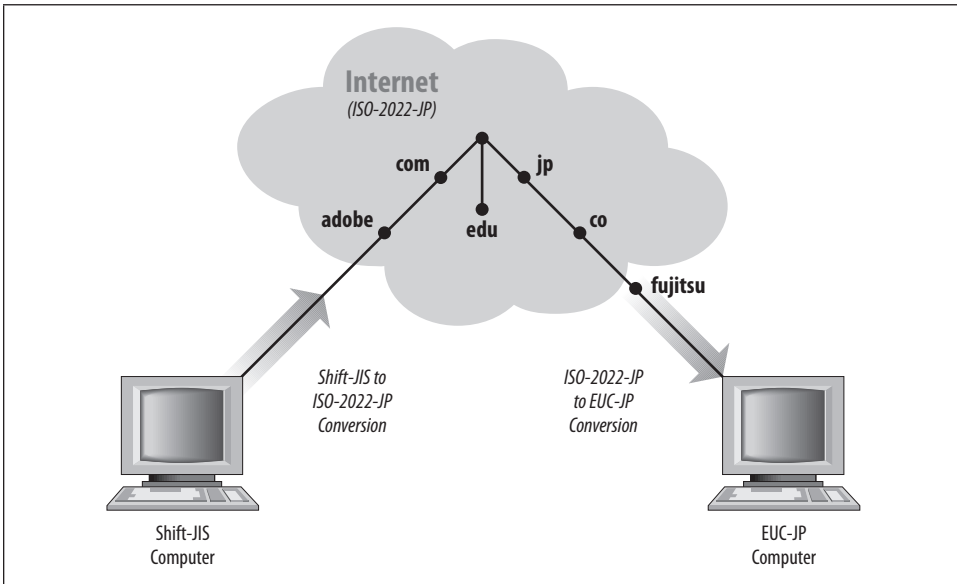 Internet
(ISO-2022-JP)
com
jp
adobe
edu
co
fujitsu
Shift-JIS to
ISO-2022-JP
Conversion
ISO-2022-JP
to EUC-JP
Conversion
Shift-JIS
Computer
EUC-JP
Computer